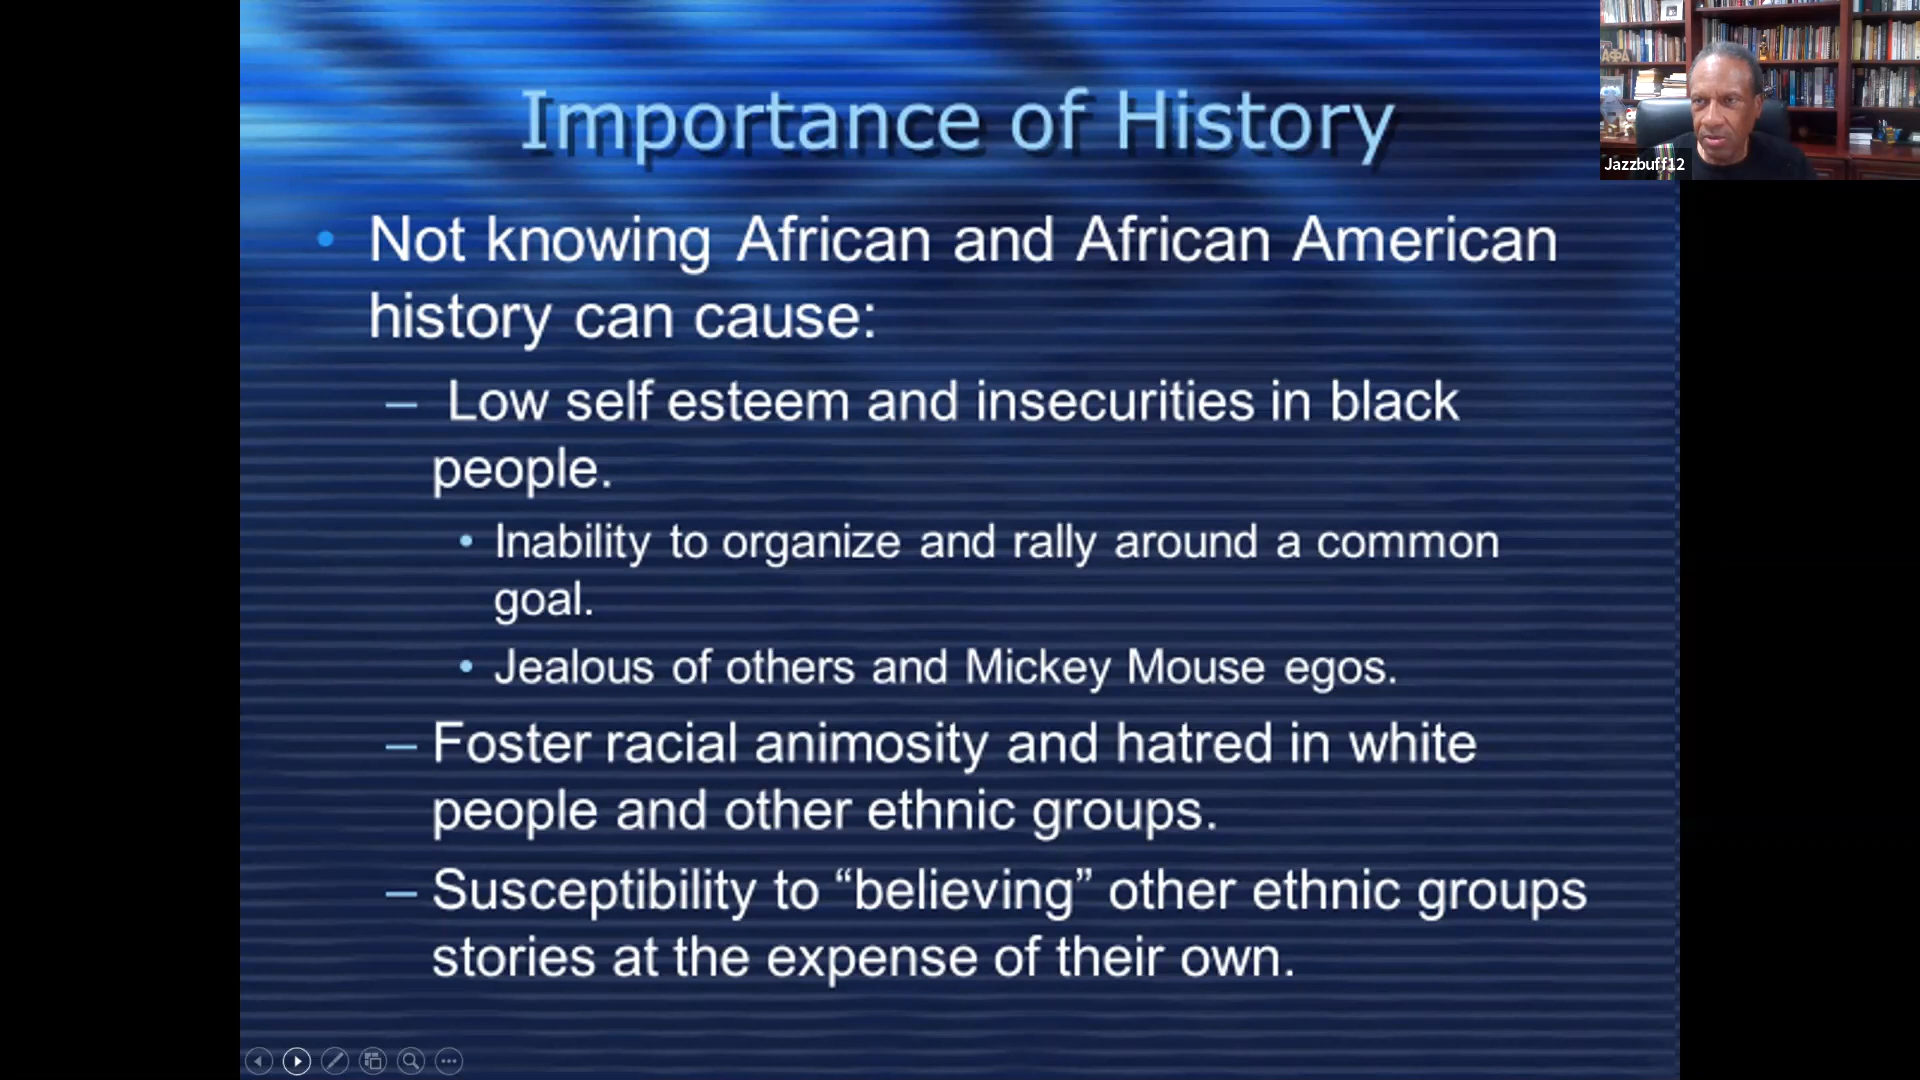 Importance of History
Jazzbuff12
• Not knowing African and African American
history can cause:
– Low self esteem and insecurities in black
people.
• Inability to organize and rally around a common
goal.
• Jealous of others and Mickey Mouse egos.
– Foster racial animosity and hatred in white
people and other ethnic groups.
– Susceptibility to “believing” other ethnic groups
stories at the expense of their own.